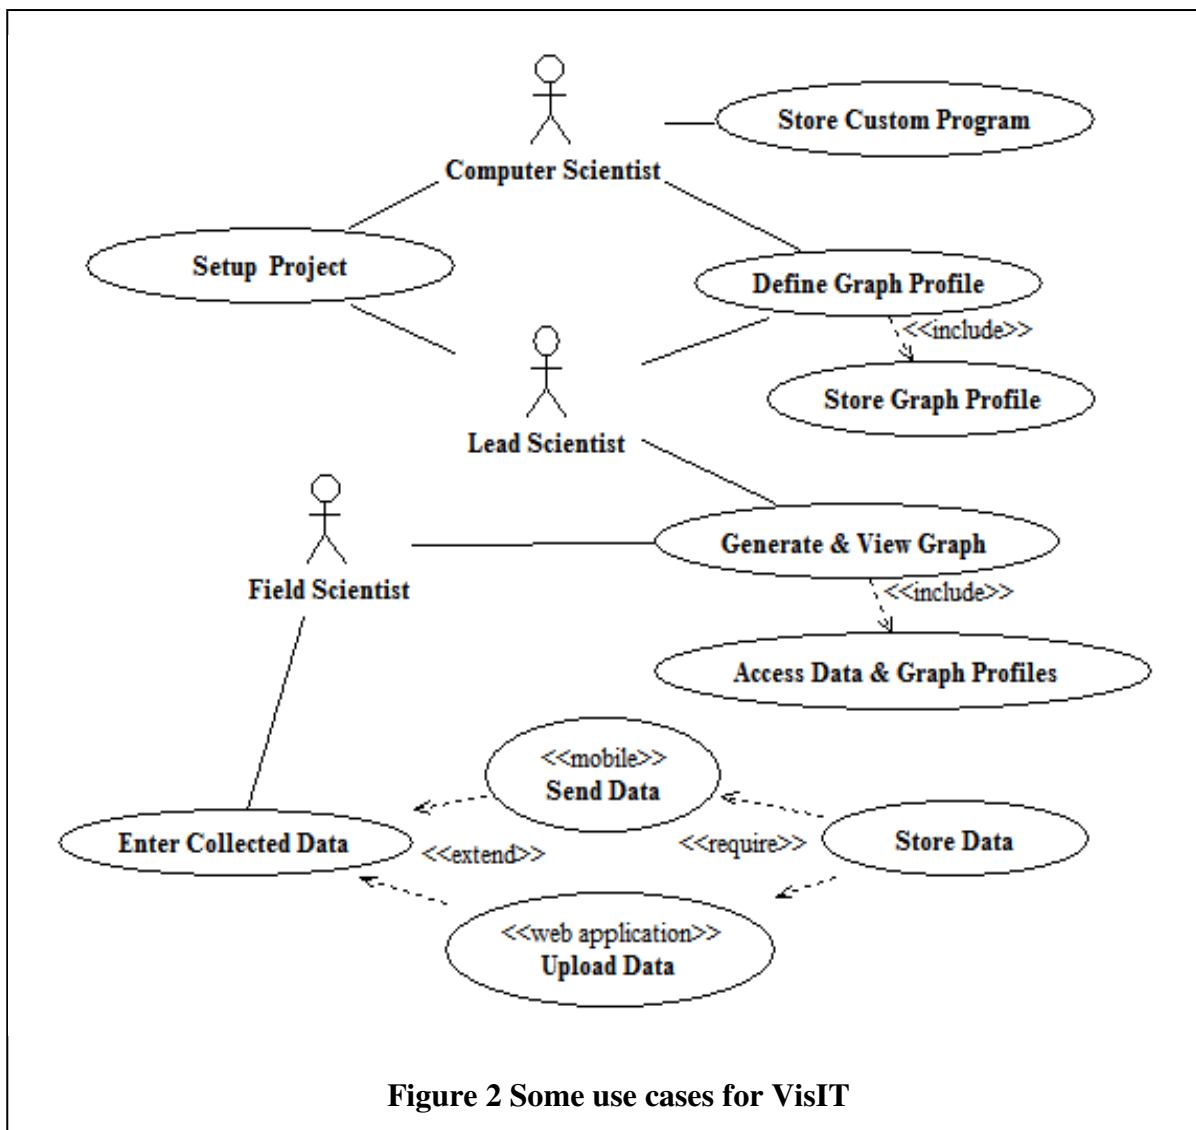 Store Custom Program
Computer Scientist
Setup Project
Define Graph Profile
<<include>>
Store Graph Profile
Lead Scientist
Generate & View Graph
Field Scientist
<<include>>
Access Data & Graph Profiles
<<mobile>>
Send Data
Enter Collected Data
<<extend>>
<<require>>
Store Data
<<web application>>
Upload Data
Figure 2 Some use cases for VisIT